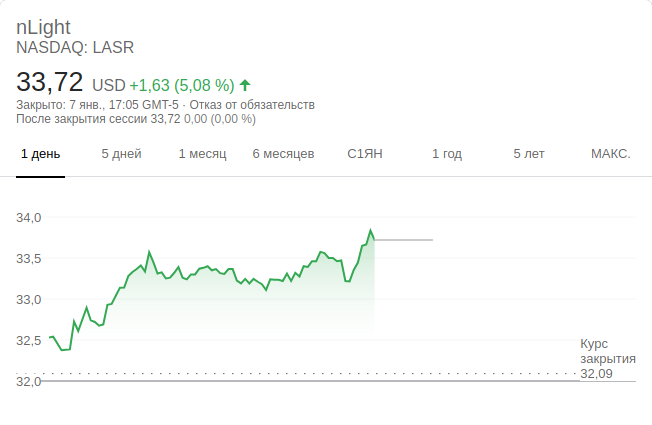 nLight
NASDAQ: LASR
33,72 USD +1,63 (5,08 %)
Закрыто: 7 янв., 17:05 GMT-5 · Отказ от обязательств
После закрытия сессии 33,72 0,00 (0,00 %)
1 день 5 дней 1 месяц 6 месяцев С1ЯН 1 год 5 лет МАКС.
34,0
33,5
33,0
32,5
Курс
закрытия
32,09
32,0